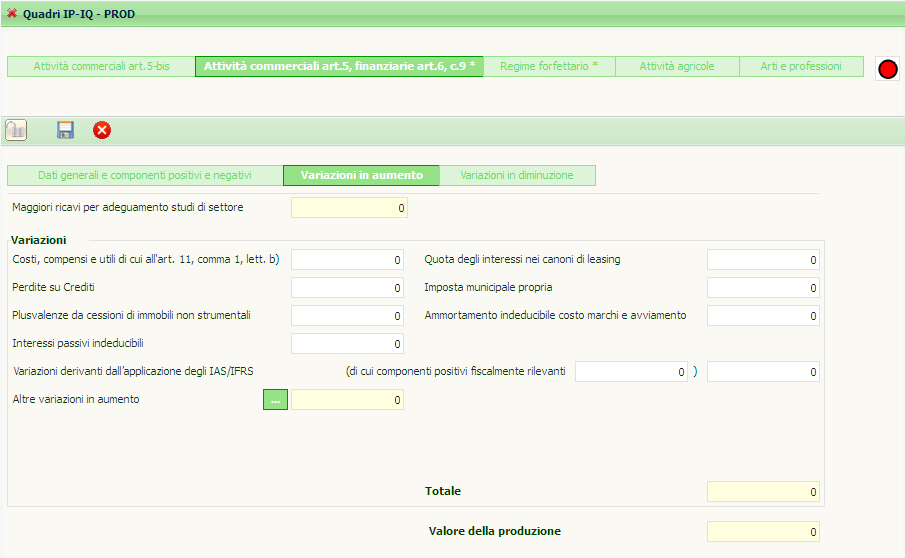 Quadri IP-IQ - PROD
Attività commerciali art.5-bis Attività commerciali art.5, finanziarie art.6, c.9 * Regime forfettario * Attività agricole Arti e professioni
Dati generali e componenti positivi e negativi Variazioni in aumento Variazioni in diminuzione
Maggiori ricavi per adeguamento studi di settore 0
Variazioni
Costi, compensi e utili di cui all'art. 11, comma 1, lett. b) 0 Quota degli interessi nei canoni di leasing 0
Perdite su Crediti 0 Imposta municipale propria 0
Plusvalenze da cessioni di immobili non strumentali 0 Ammortamento indeducibile costo marchi e avviamento 0
Interessi passivi indeducibili 0
Variazioni derivanti dall'applicazione degli IAS/IFRS (di cui componenti positivi fiscalmente rilevanti 0 ) 0
Altre variazioni in aumento ... 0
Totale 0
Valore della produzione 0